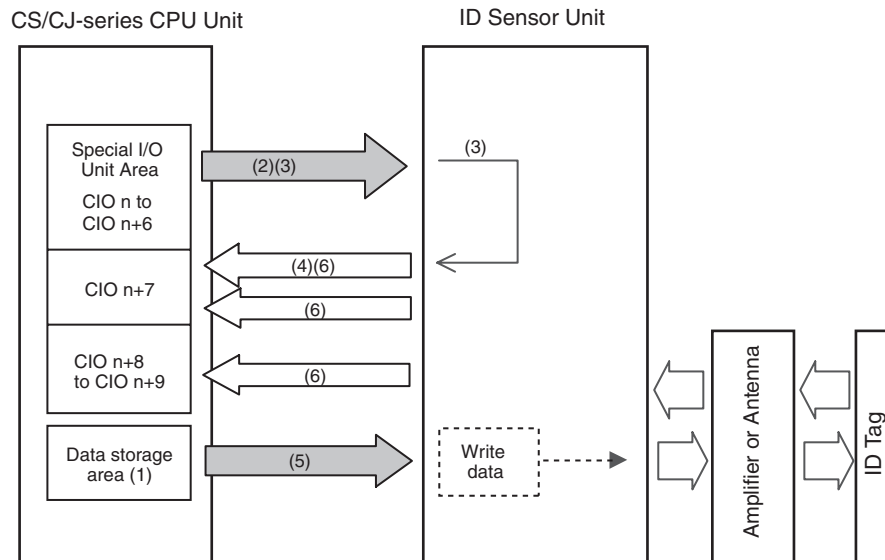 CS/CJ-series CPU Unit
ID Sensor Unit
Special I/O
Unit Area
CIO n to
CIO n+6
(2)(3)
(3)
(4)(6)
CIO n+7
(6)
CIO n+8
to CIO n+9
(6)
Data storage
area (1)
(5)
Write
data
Amplifier or Antenna
ID Tag